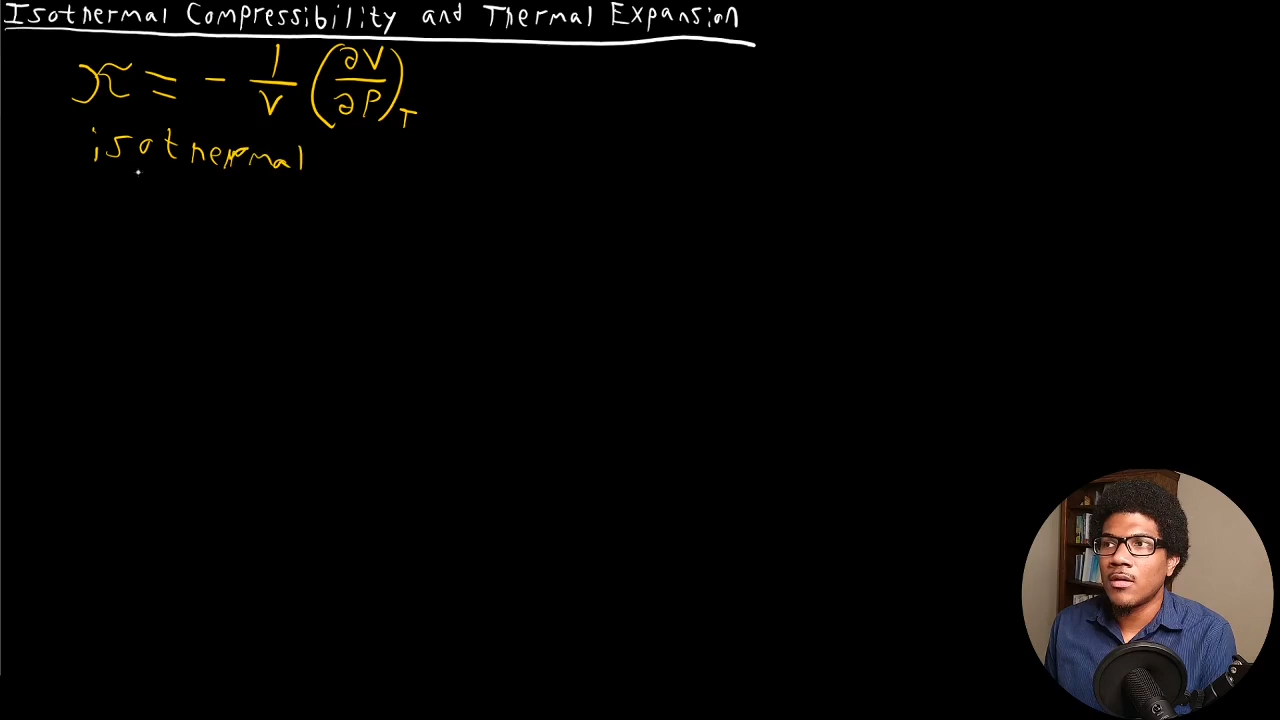 Isothermal Compressibility and Thermal Expansion
ϰ = - 1/V (∂V/∂P)_T
isothermal